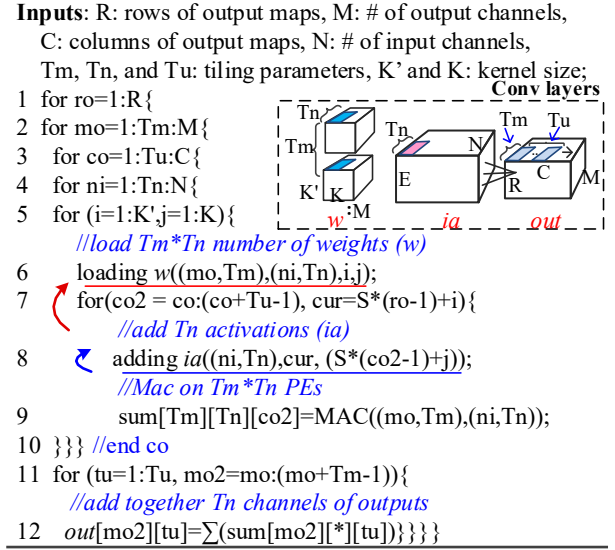 Inputs: R: rows of output maps, M: # of output channels,
C: columns of output maps, N: # of input channels,
Tm, Tn, and Tu: tiling parameters, K’ and K: kernel size;
Conv layers
1 for ro=1:R{
2 for mo=1:Tm:M{
3 for co=1:Tu:C{
4 for ni=1:Tn:N{
5 for (i=1:K',j=1:K){
Tn
Tm
K'
K
:M
w
Tn
N
E
ia
Tm
Tu
R
C
M
out
//load Tm*Tn number of weights (w)
6 loading w((mo,Tm),(ni,Tn),i,j);
7 for(co2 = co:(co+Tu-1), cur=S*(ro-1)+i){
//add Tn activations (ia)
8 adding ia((ni,Tn),cur, (S*(co2-1)+j));
//Mac on Tm*Tn PEs
9 sum[Tm][Tn][co2]=MAC((mo,Tm),(ni,Tn));
10 }}} //end co
11 for (tu=1:Tu, mo2=mo:(mo+Tm-1)){
//add together Tn channels of outputs
12 out[mo2][tu]=∑(sum[mo2][*][tu])}}}}